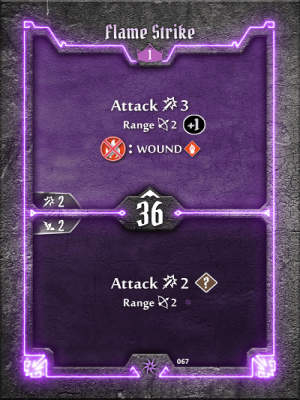 Flame Strike
1
Attack 3
Range 2 +1
: WOUND
2
36
2
Attack 2 ?
Range 2
067